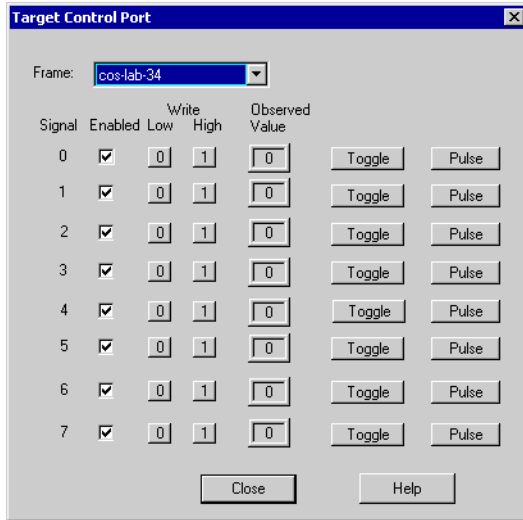 Target Control Port
Frame: cos-lab-34
Write Observed
Signal Enabled Low High Value
0 0 1 0 Toggle Pulse
1 0 1 0 Toggle Pulse
2 0 1 0 Toggle Pulse
3 0 1 0 Toggle Pulse
4 0 1 0 Toggle Pulse
5 0 1 0 Toggle Pulse
6 0 1 0 Toggle Pulse
7 0 1 0 Toggle Pulse
Close Help